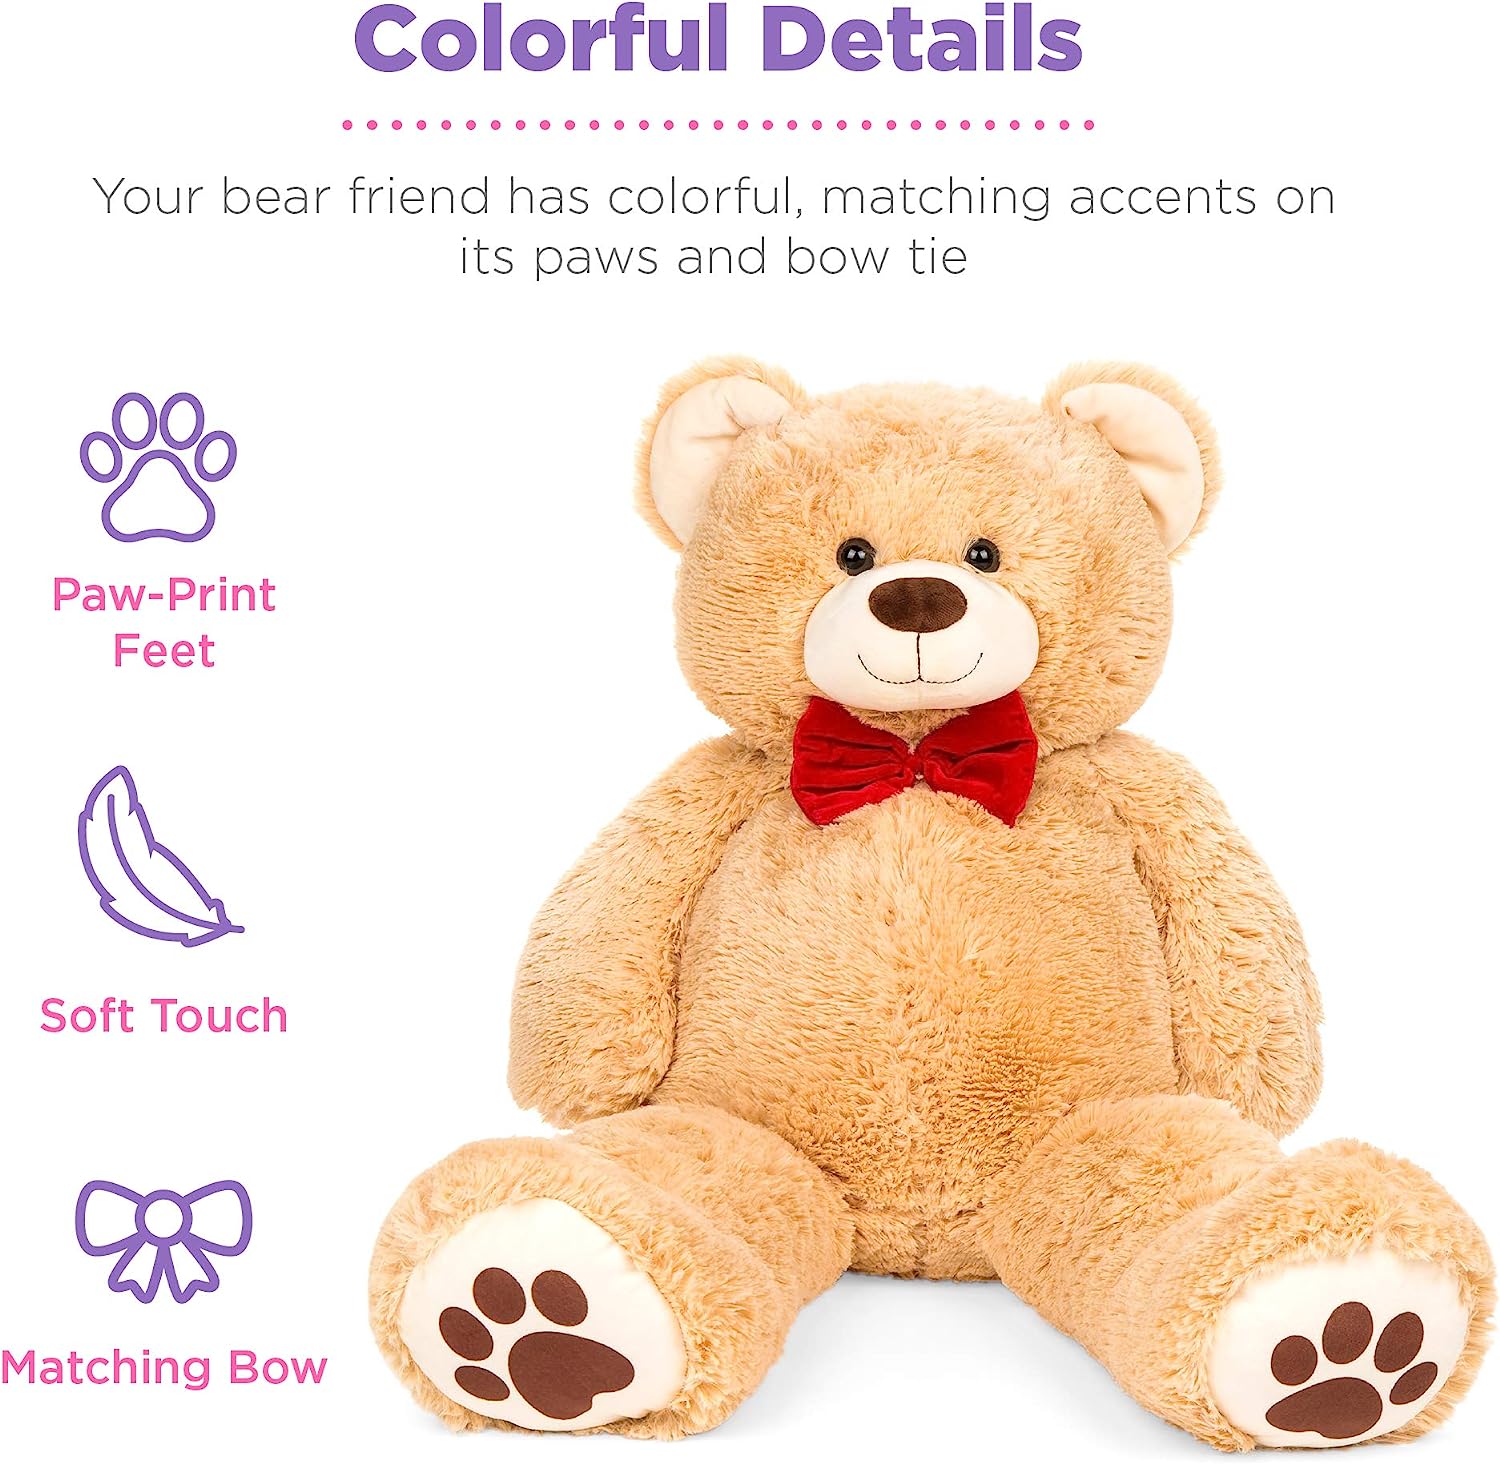 Colorful Details
Your bear friend has colorful, matching accents on
its paws and bow tie
Paw-Print
Feet
Soft Touch
Matching Bow